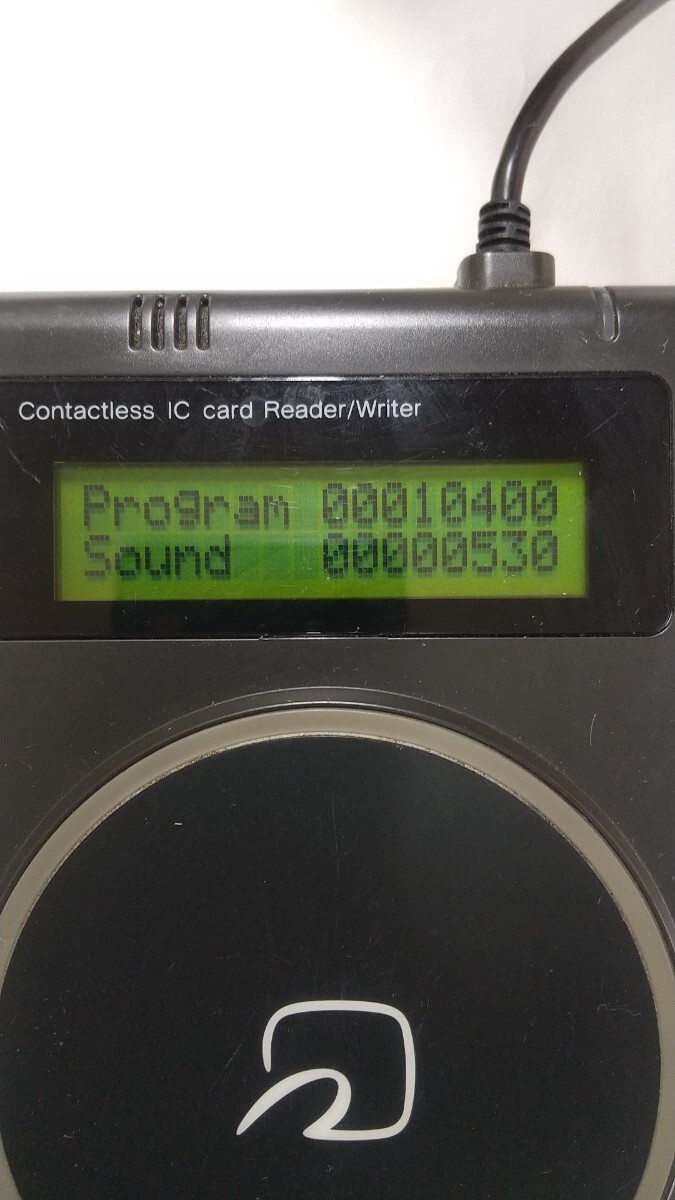 Contactless IC card Reader/Writer
Program 00010400
Sound 00000530